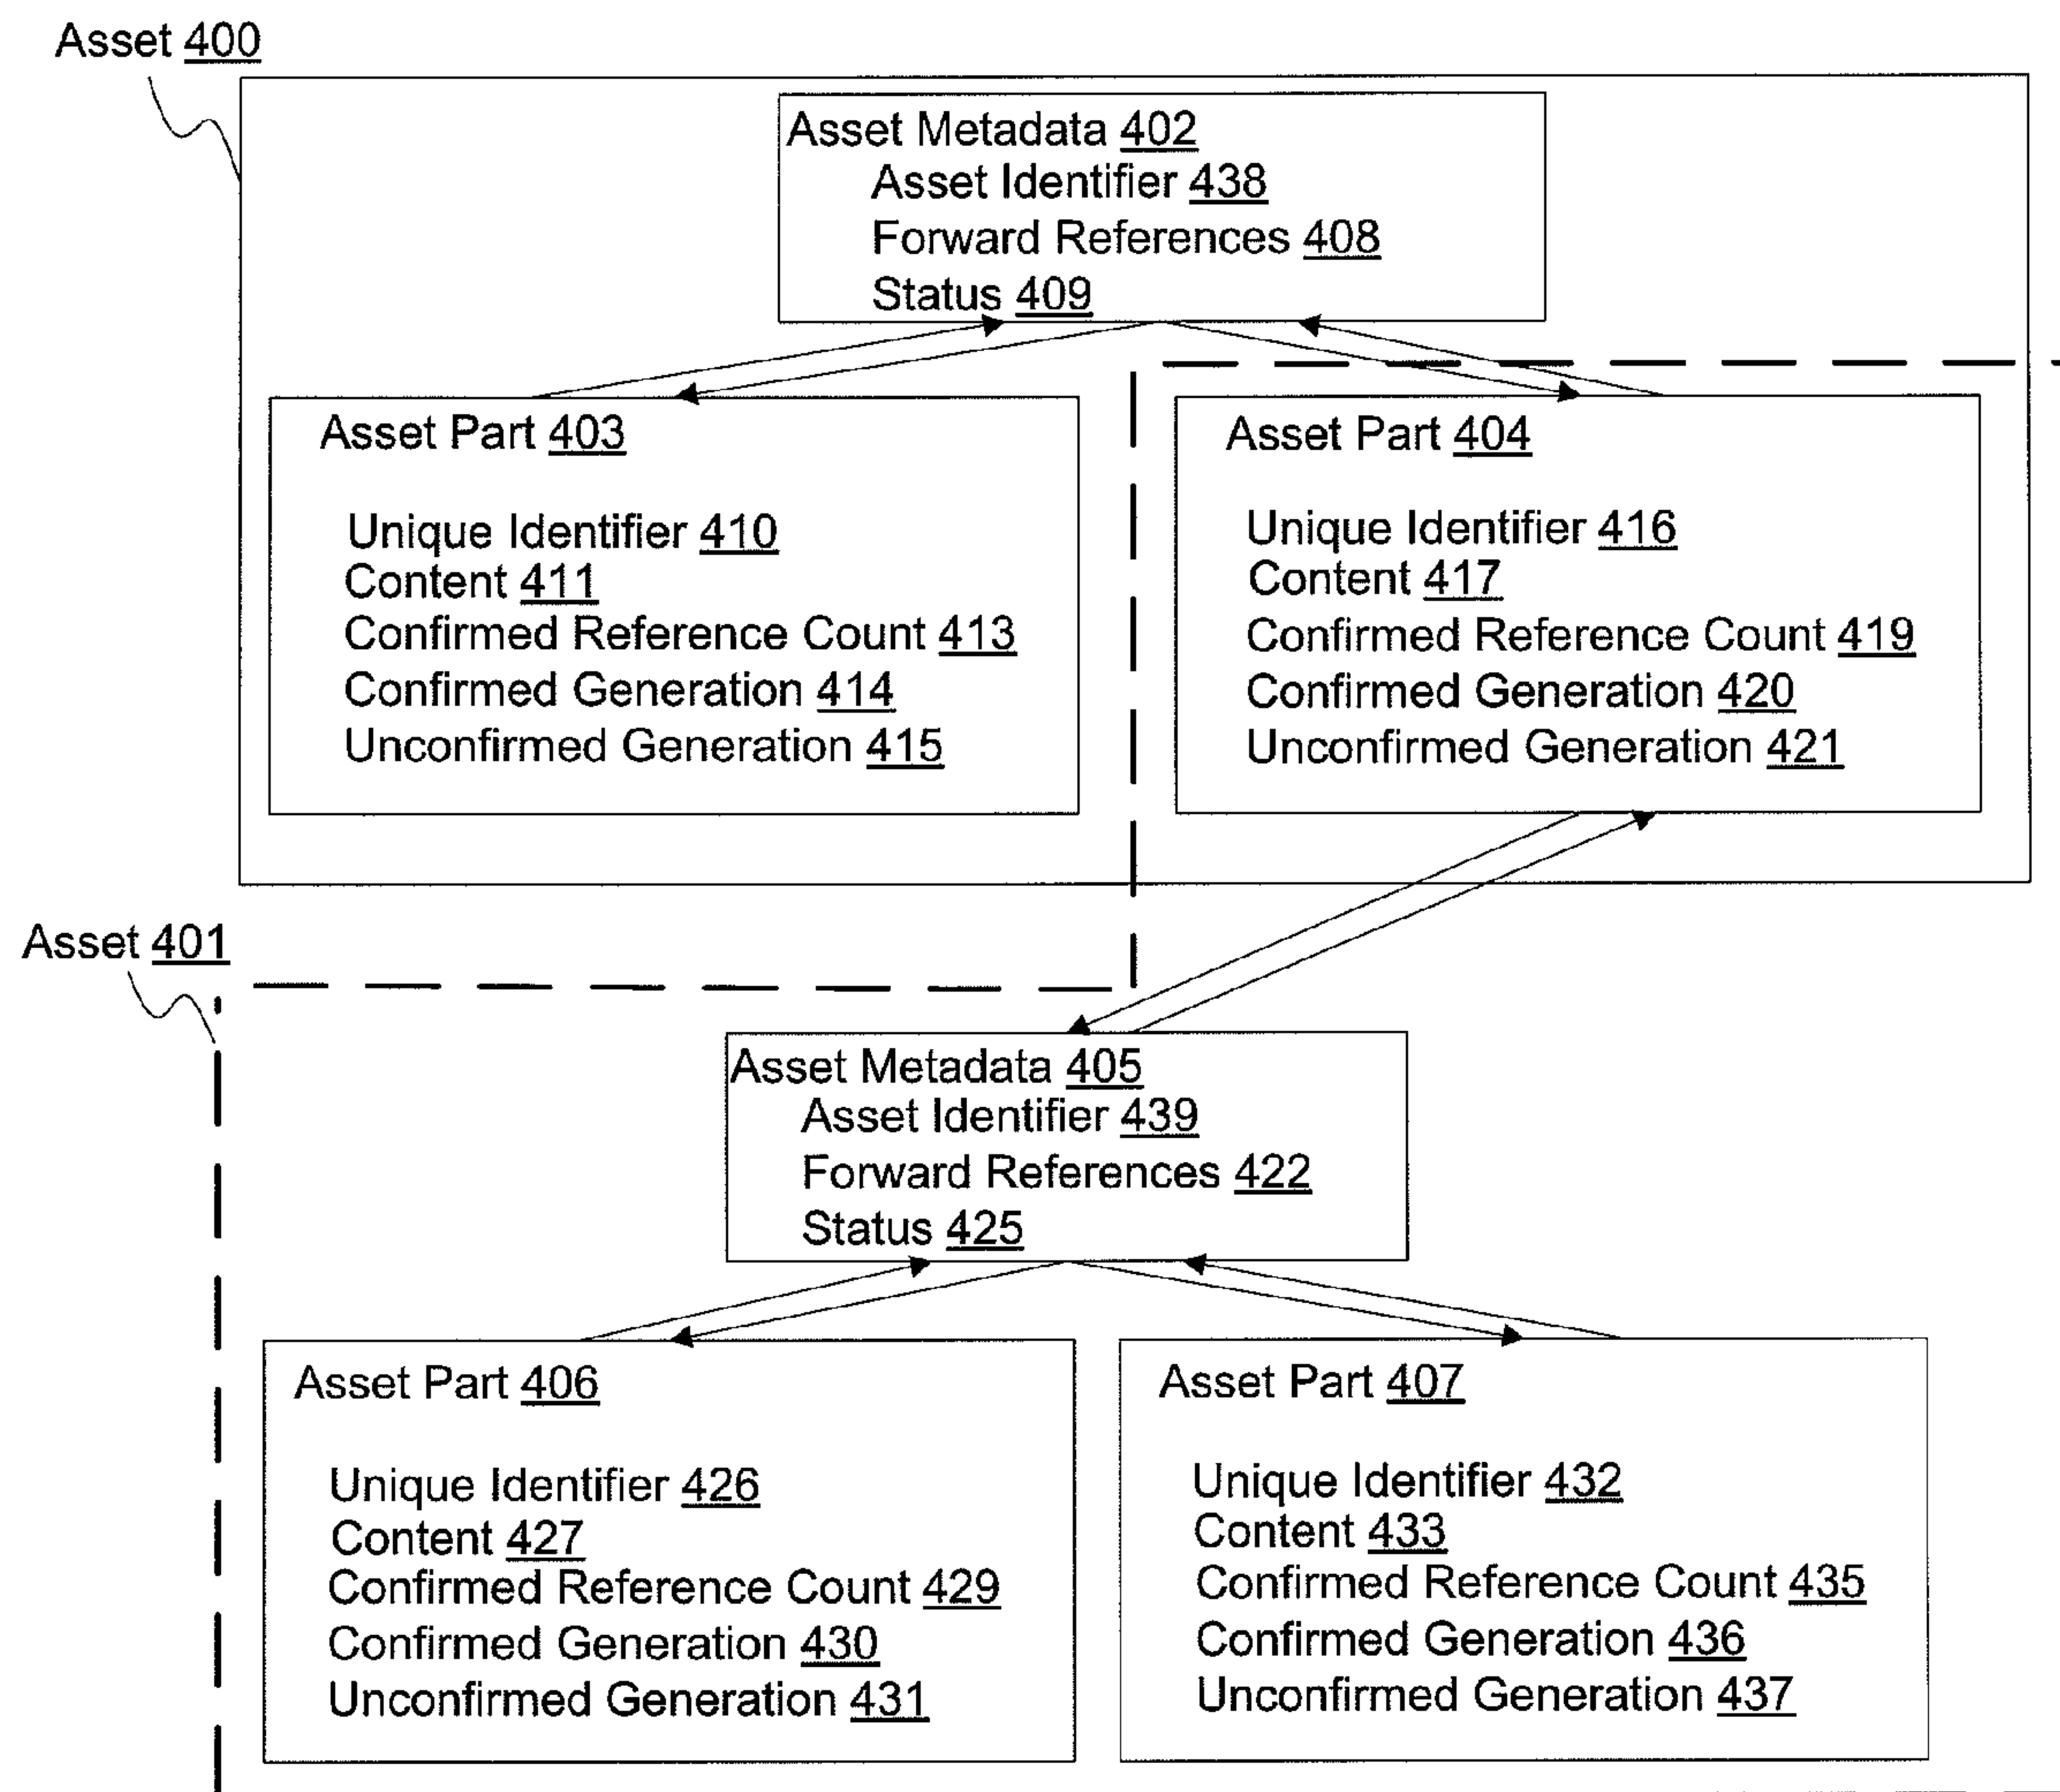 Asset 400
Asset Metadata 402
Asset Identifier 438
Forward References 408
Status 409
Asset Part 403
Unique Identifier 410
Content 411
Confirmed Reference Count 413
Confirmed Generation 414
Unconfirmed Generation 415
Asset Part 404
Unique Identifier 416
Content 417
Confirmed Reference Count 419
Confirmed Generation 420
Unconfirmed Generation 421
Asset 401
Asset Metadata 405
Asset Identifier 439
Forward References 422
Status 425
Asset Part 406
Unique Identifier 426
Content 427
Confirmed Reference Count 429
Confirmed Generation 430
Unconfirmed Generation 431
Asset Part 407
Unique Identifier 432
Content 433
Confirmed Reference Count 435
Confirmed Generation 436
Unconfirmed Generation 437